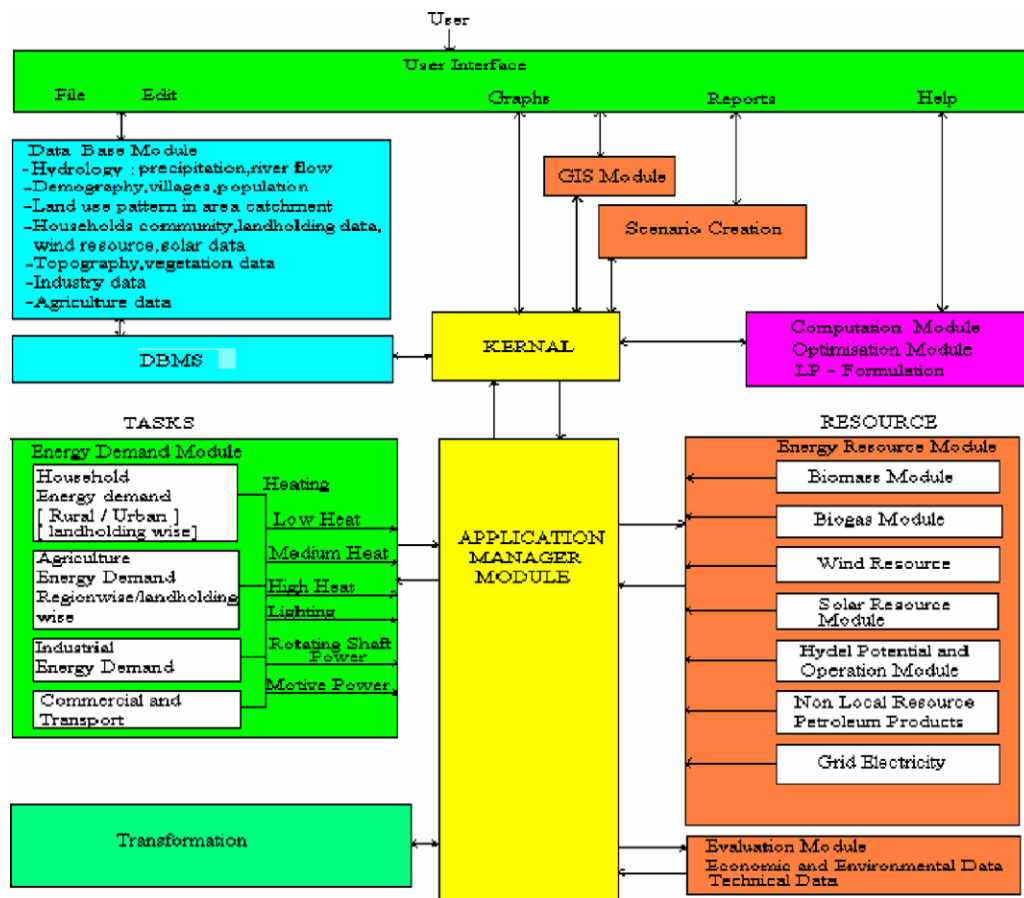 User
User Interface
File Edit Graphs Reports Help
Data Base Module
-Hydrology : precipitation,river flow
-Demography,villages,population
-Land use pattern in area catchment
-Households community,landholding data,
wind resource,solar data
-Topography,vegetation data
-Industry data
-Agriculture data
GIS Module
Scenario Creation
DBMS
KERNAL
Computation Module
Optimisation Module
LP - Formulation
TASKS
Energy Demand Module
Household
Energy demand
[ Rural / Urban ]
[ landholding wise]
Agriculture
Energy Demand
Regionwise/landholding
wise
Industrial
Energy Demand
Commercial and
Transport
Heating
Low Heat
Medium Heat
High Heat
Lighting
Rotating Shaft
Power
Motive Power
APPLICATION
MANAGER
MODULE
RESOURCE
Energy Resource Module
Biomass Module
Biogas Module
Wind Resource
Solar Resource
Module
Hydel Potential and
Operation Module
Non Local Resource
Petroleum Products
Grid Electricity
Transformation
Evaluation Module
Economic and Environmental Data
Technical Data